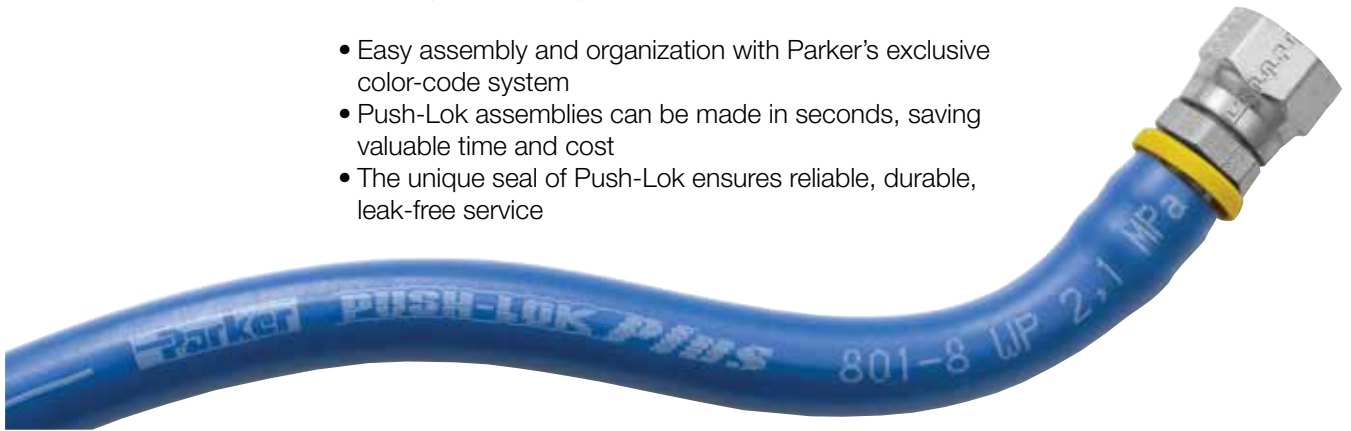 • Easy assembly and organization with Parker's exclusive
color-code system
• Push-Lok assemblies can be made in seconds, saving
valuable time and cost
• The unique seal of Push-Lok ensures reliable, durable,
leak-free service
Parker PUSH-LOK Plus 801-8 WP 2,1 MPa